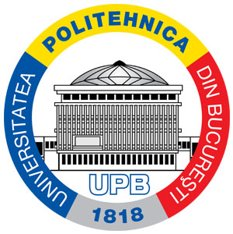 UNIVERSITATEA
POLITEHNICA
DIN BUCUREȘTI
UPB
1818